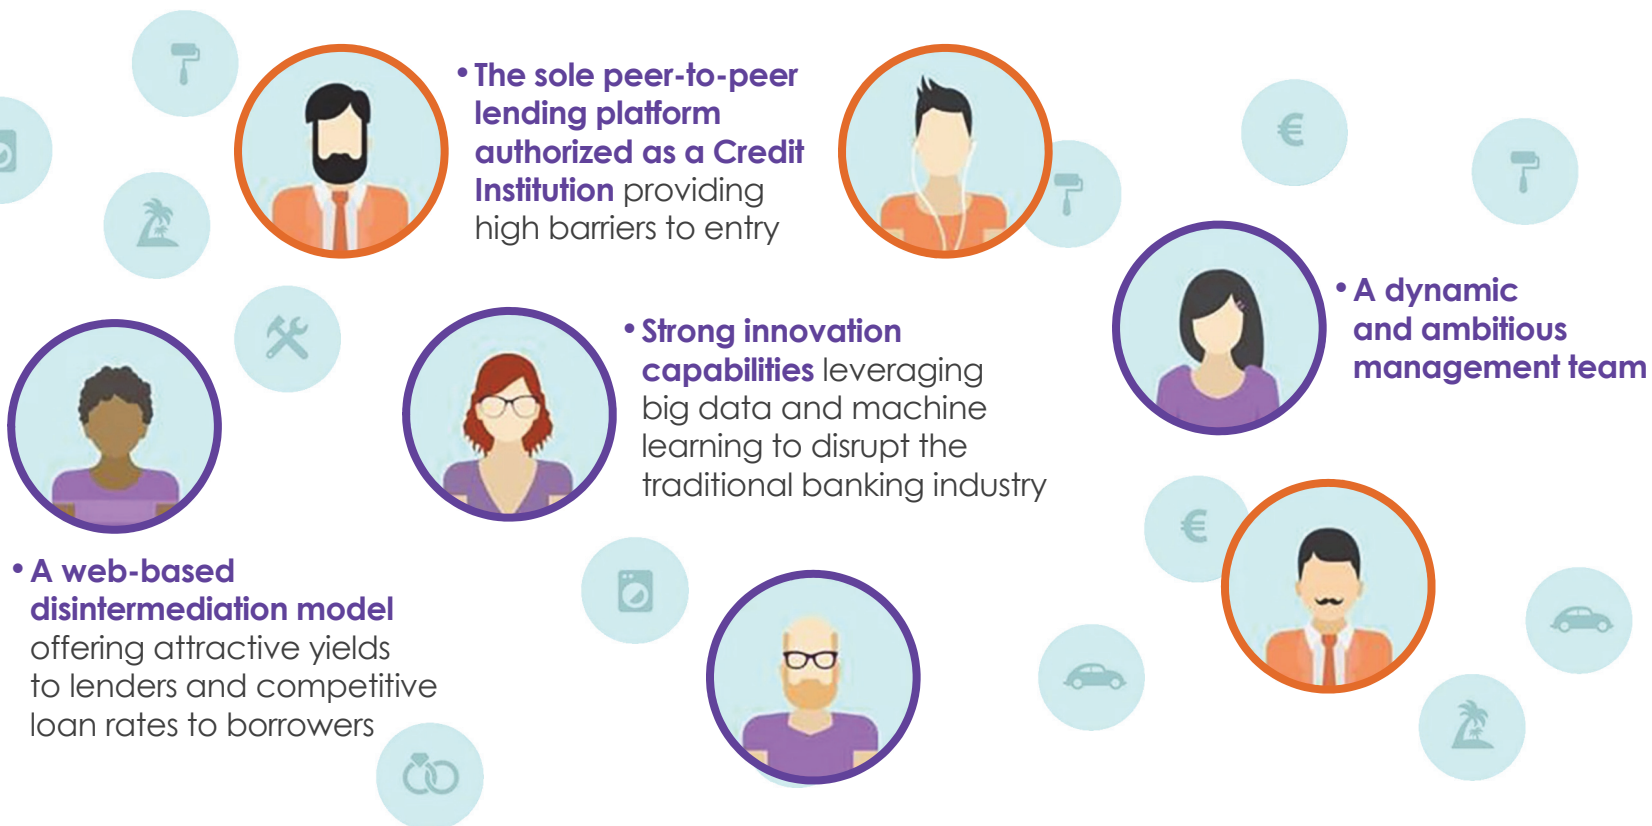 • The sole peer-to-peer
lending platform
authorized as a Credit
Institution providing
high barriers to entry
€
• A dynamic
and ambitious
management team
• Strong innovation
capabilities leveraging
big data and machine
learning to disrupt the
traditional banking industry
€
• A web-based
disintermediation model
offering attractive yields
to lenders and competitive
loan rates to borrowers